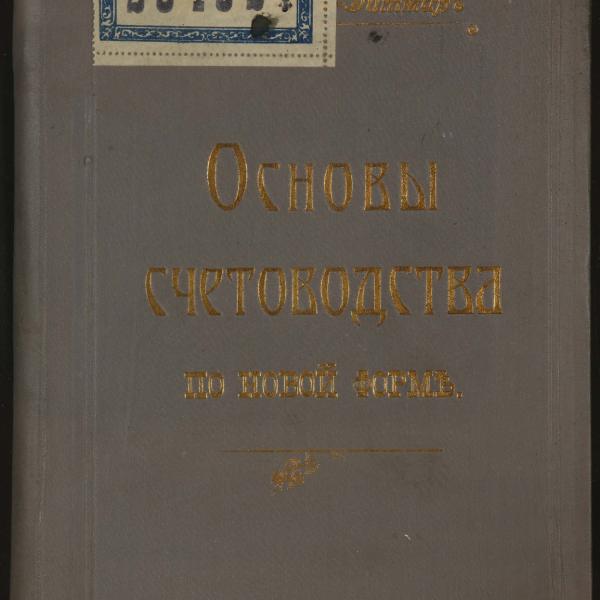 Основы
счетоводства
по новой формѣ.